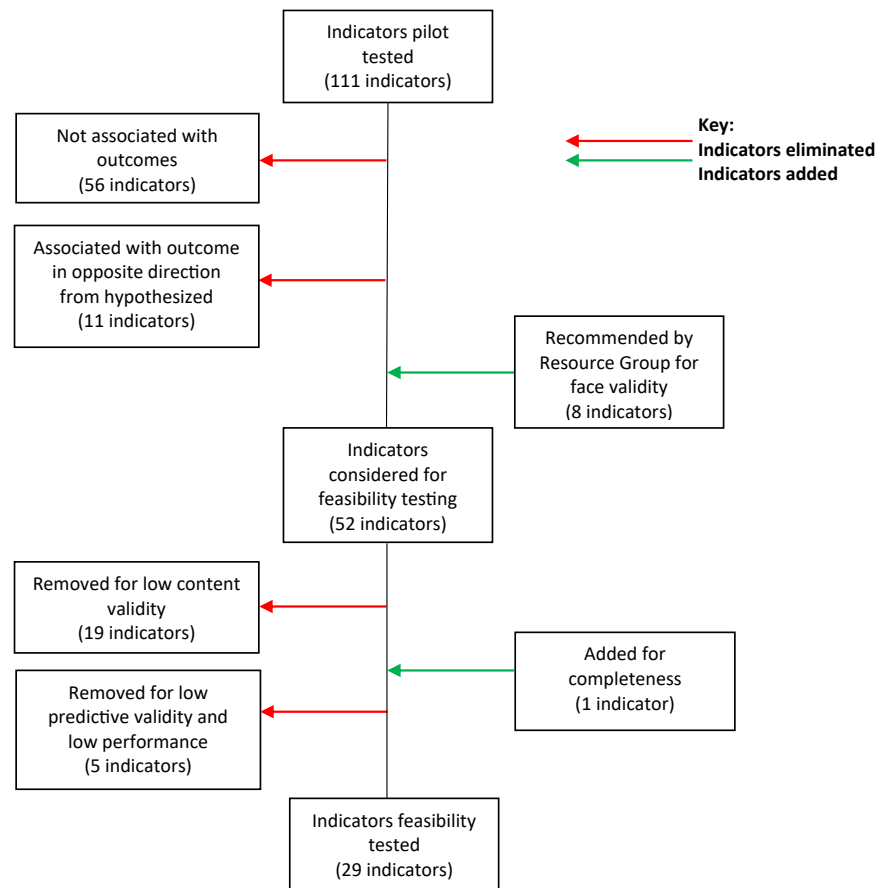 Indicators pilot
tested
(111 indicators)
Not associated with
outcomes
(56 indicators)
Key:
Indicators eliminated
Indicators added
Associated with outcome
in opposite direction
from hypothesized
(11 indicators)
Recommended by
Resource Group for
face validity
(8 indicators)
Indicators
considered for
feasibility testing
(52 indicators)
Removed for low content
validity
(19 indicators)
Added for
completeness
(1 indicator)
Removed for low
predictive validity and
low performance
(5 indicators)
Indicators feasibility
tested
(29 indicators)